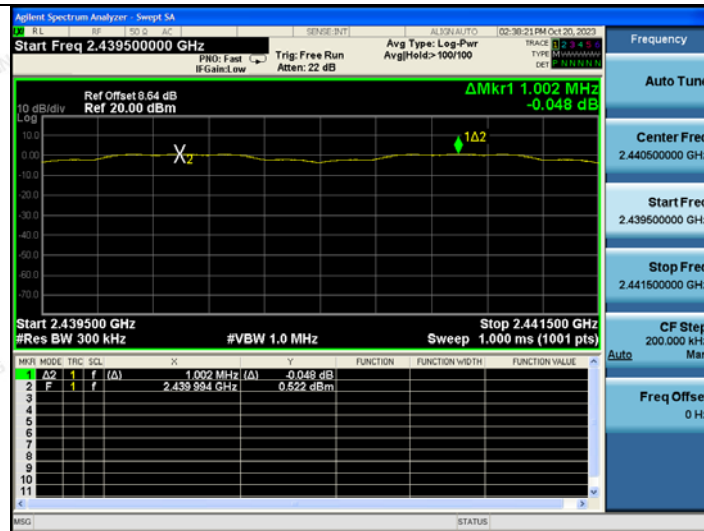 Agilent Spectrum Analyzer - Swept SA
RL RF 50 Ω AC SENSE:INT ALIGN AUTO 02:38:21 PM Oct 20, 2023
Start Freq 2.439500000 GHz
PNO: Fast
IFGain:Low
Trig: Free Run
Atten: 22 dB
Avg Type: Log-Pwr
Avg|Hold:>100/100
TRACE 1 2 3 4 5 6
TYPE MWWWWW
DET P N N N N N
Ref Offset 8.64 dB
10 dB/div Ref 20.00 dBm
Log
ΔMkr1 1.002 MHz
-0.048 dB
10.0
0.00
-10.0
-20.0
-30.0
-40.0
-50.0
-60.0
-70.0
X2
1Δ2
Start 2.439500 GHz Stop 2.441500 GHz
#Res BW 300 kHz #VBW 1.0 MHz Sweep 1.000 ms (1001 pts)
MKR MODE TRC SCL X Y FUNCTION FUNCTION WIDTH FUNCTION VALUE
1 Δ2 1 f (Δ) 1.002 MHz (Δ) -0.048 dB
2 F 1 f 2.439 994 GHz 0.522 dBm
3
4
5
6
7
8
9
10
11
MSG STATUS
Frequency
Auto Tune
Center Freq
2.440500000 GHz
Start Freq
2.439500000 GHz
Stop Freq
2.441500000 GHz
CF Step
200.000 kHz
Auto Man
Freq Offset
0 Hz